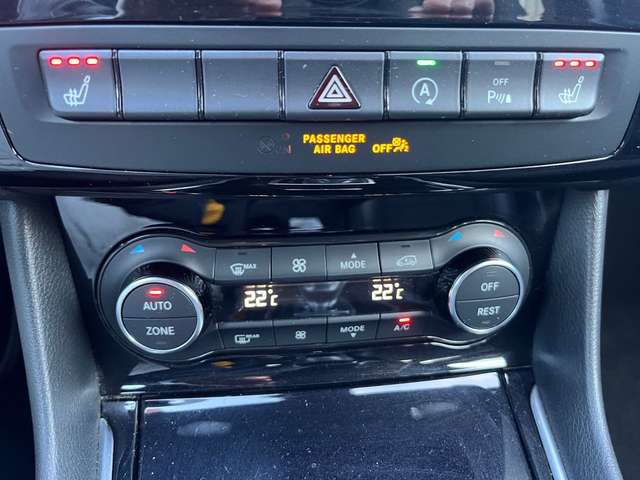 A
OFF
P
PASSENGER
AIR BAG OFF
MAX
MODE
22°C
22°C
AUTO
ZONE
OFF
REST
REAR
MODE
A/C